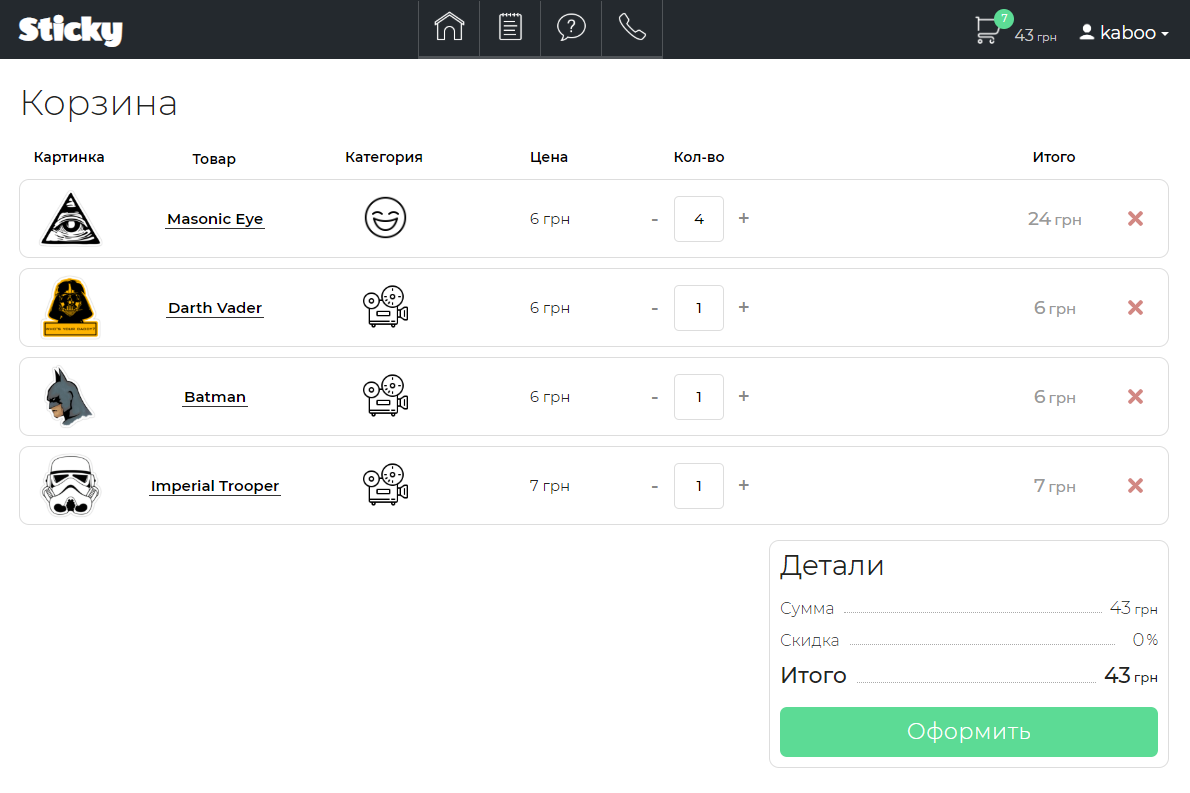 Sticky
7
43 грн
kaboo
Корзина
Картинка Товар Категория Цена Кол-во Итого
Masonic Eye 6 грн - 4 + 24 грн
Darth Vader 6 грн - 1 + 6 грн
Batman 6 грн - 1 + 6 грн
Imperial Trooper 7 грн - 1 + 7 грн
Детали
Сумма 43 грн
Скидка 0%
Итого 43 грн
Оформить